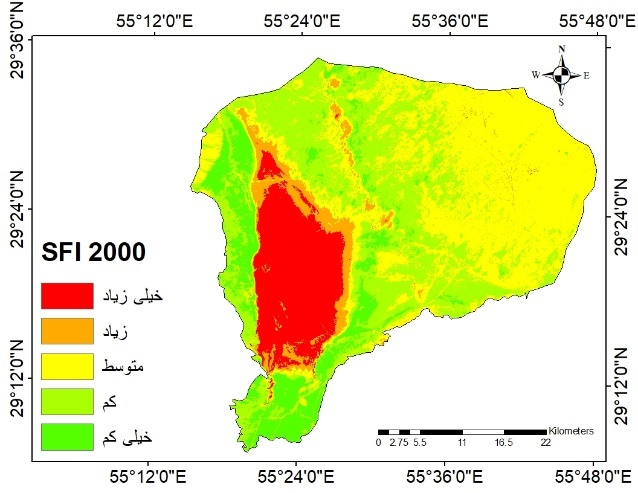 55°12'0"E 55°24'0"E 55°36'0"E 55°48'0"E
29°36'0"N
N
W E
S
29°24'0"N 29°24'0"N
SFI 2000
خیلی زیاد
زیاد
متوسط
کم
خیلی کم
29°12'0"N 29°12'0"N
Kilometers
0 2.75 5.5 11 16.5 22
55°12'0"E 55°24'0"E 55°36'0"E 55°48'0"E